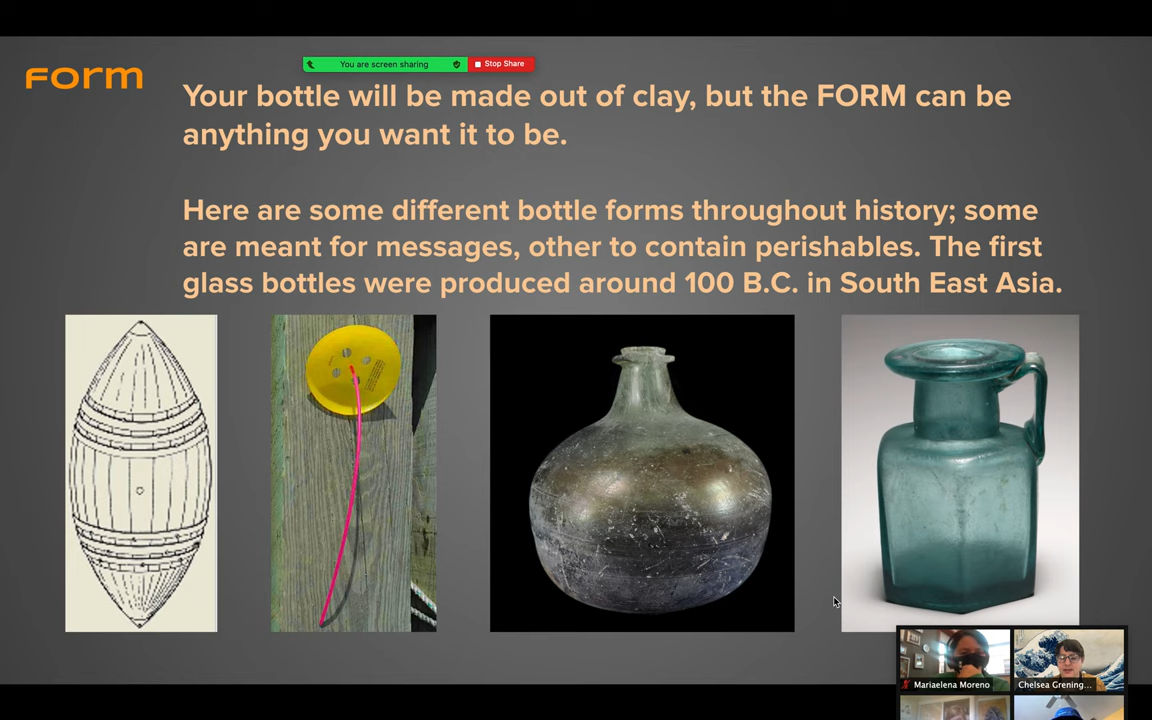 You are screen sharing Stop Share
FORM
Your bottle will be made out of clay, but the FORM can be
anything you want it to be.
Here are some different bottle forms throughout history; some
are meant for messages, other to contain perishables. The first
glass bottles were produced around 100 B.C. in South East Asia.
Mariaelena Moreno
Chelsea Grening...